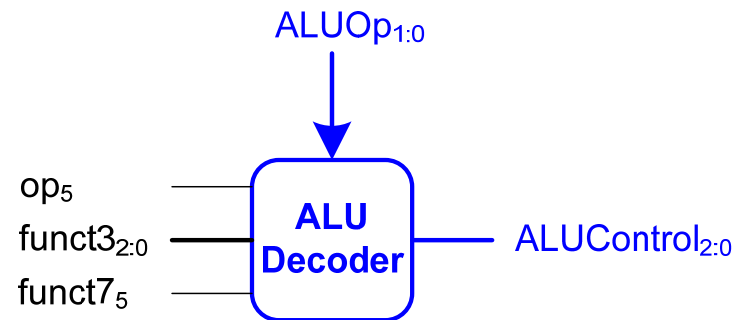 ALUOp1:0
op5
funct32:0
funct75
ALU
Decoder
ALUControl2:0